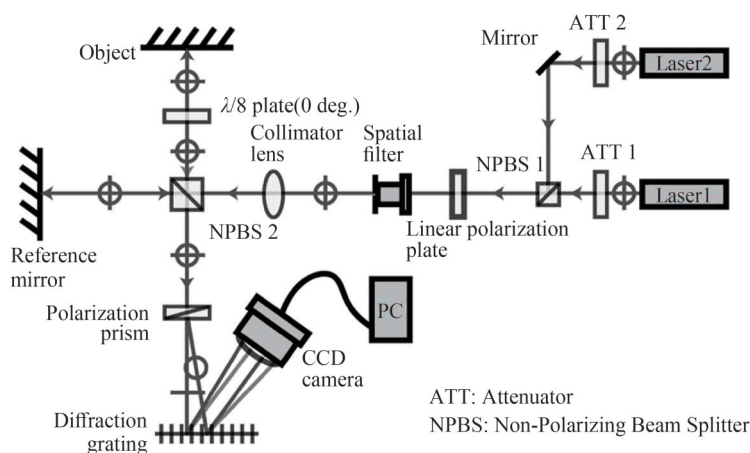 Object
λ/8 plate(0 deg.)
Collimator
lens
Spatial
filter
Mirror
ATT 2
Laser2
NPBS 1
ATT 1
Laser1
Linear polarization
plate
NPBS 2
Reference
mirror
Polarization
prism
PC
CCD
camera
Diffraction
grating
ATT: Attenuator
NPBS: Non-Polarizing Beam Splitter